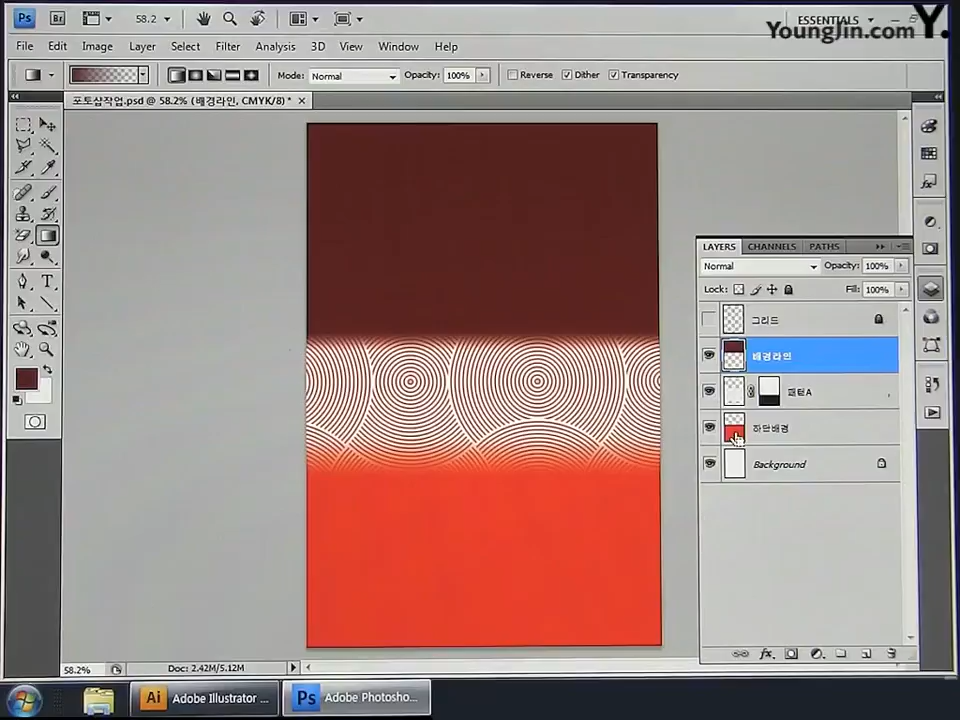 Y.
YoungJin.com
Ps
Br
58.2
ESSENTIALS
File Edit Image Layer Select Filter Analysis 3D View Window Help
Mode: Normal Opacity: 100% Reverse Dither Transparency
포토샵작업.psd @ 58.2% (배경라인, CMYK/8) *
LAYERS CHANNELS PATHS
Normal Opacity: 100%
Lock: Fill: 100%
그리드
배경라인
패턴A
하단배경
Background
58.2% Doc: 2.42M/5.12M
Ai Adobe Illustrator ...
Ps Adobe Photosho...